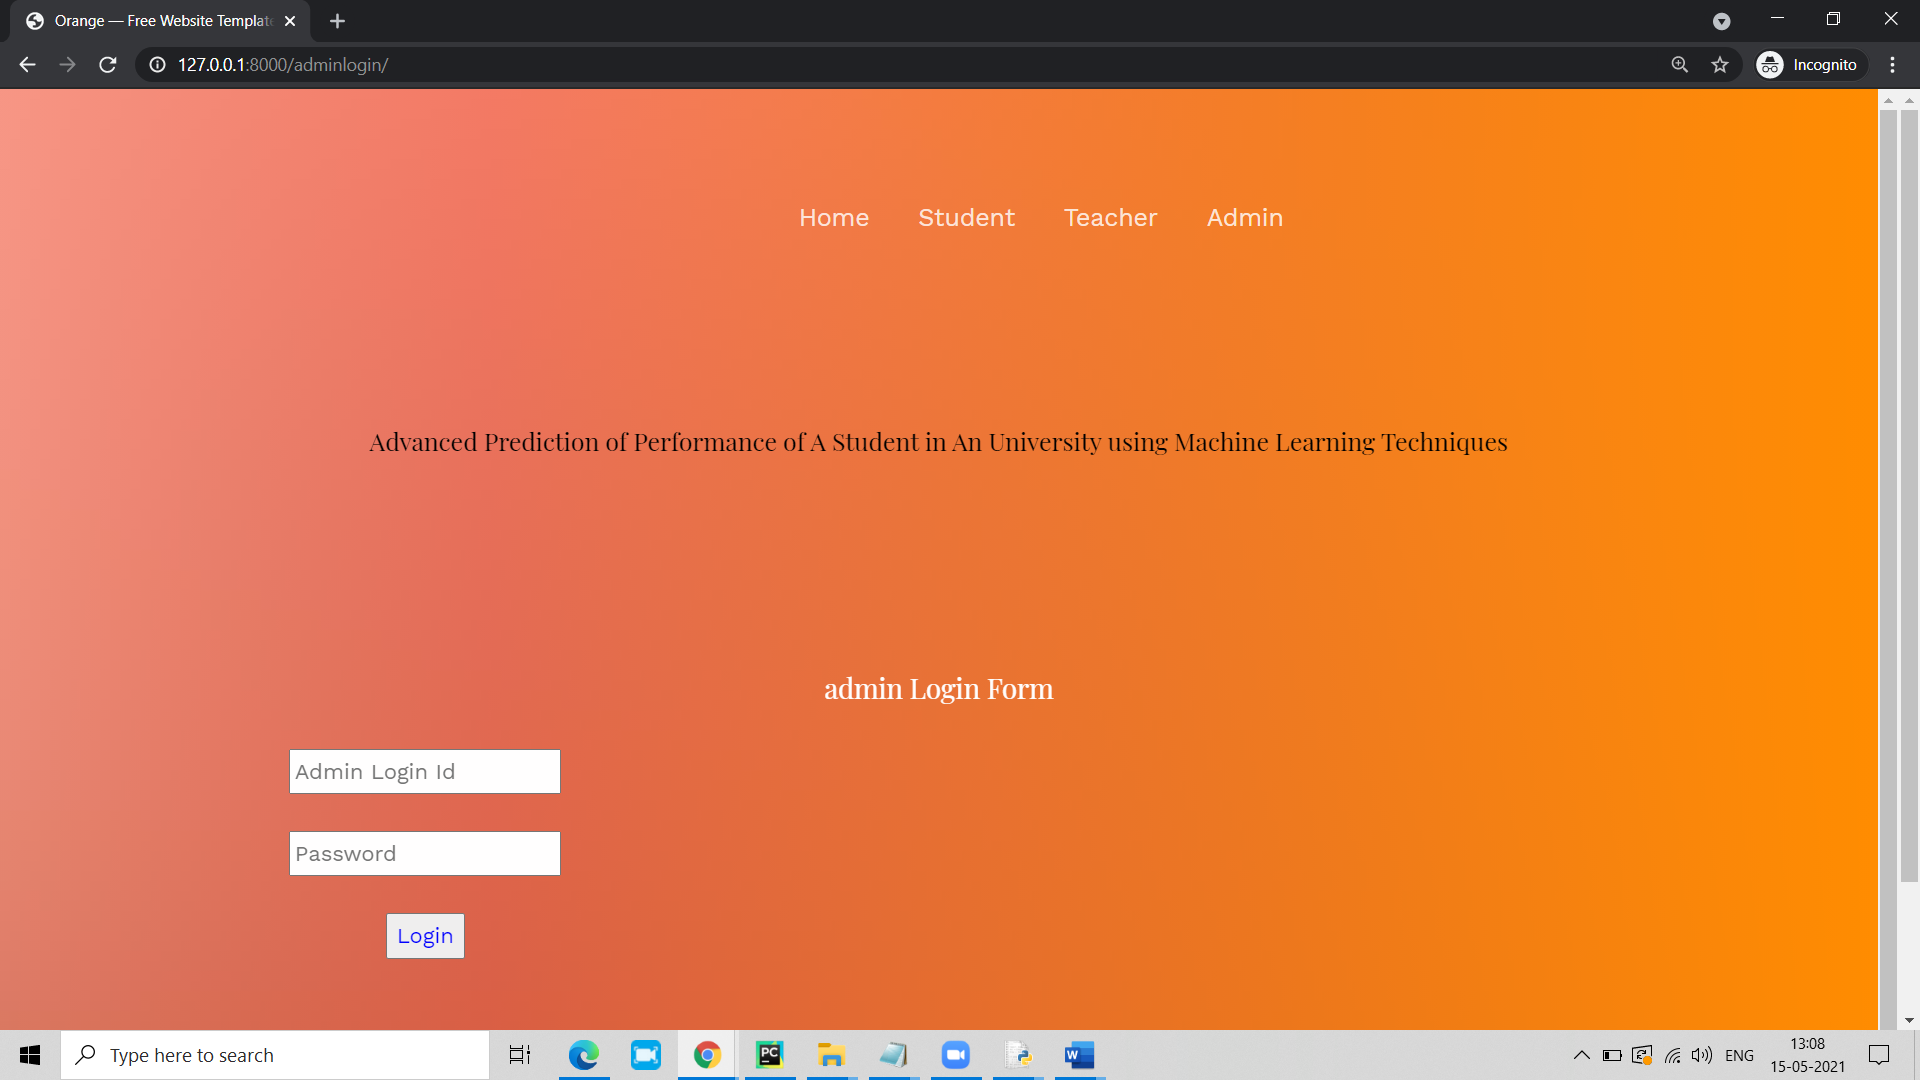 Orange — Free Website Templat
127.0.0.1:8000/adminlogin/
Incognito
Home Student Teacher Admin
Advanced Prediction of Performance of A Student in An University using Machine Learning Techniques
admin Login Form
Admin Login Id
Password
Login
Type here to search
PC
W
ENG
13:08
15-05-2021